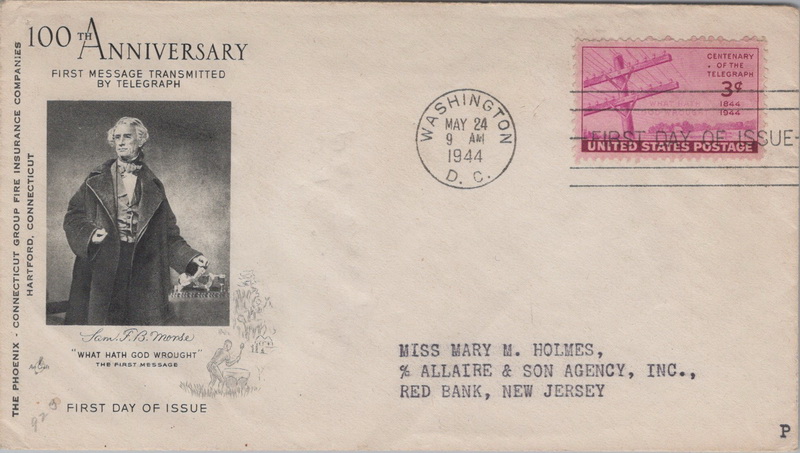 THE PHOENIX - CONNECTICUT GROUP FIRE INSURANCE COMPANIES
HARTFORD, CONNECTICUT
100TH ANNIVERSARY
FIRST MESSAGE TRANSMITTED
BY TELEGRAPH
Sam. F. B. Morse
"WHAT HATH GOD WROUGHT"
THE FIRST MESSAGE
FIRST DAY OF ISSUE
WASHINGTON
MAY 24
9 AM
1944
D. C.
CENTENARY
OF THE
TELEGRAPH
3¢
WHAT HATH
1844
1944
FIRST DAY OF ISSUE
UNITED STATES POSTAGE
MISS MARY M. HOLMES,
% ALLAIRE & SON AGENCY, INC.,
RED BANK, NEW JERSEY
P